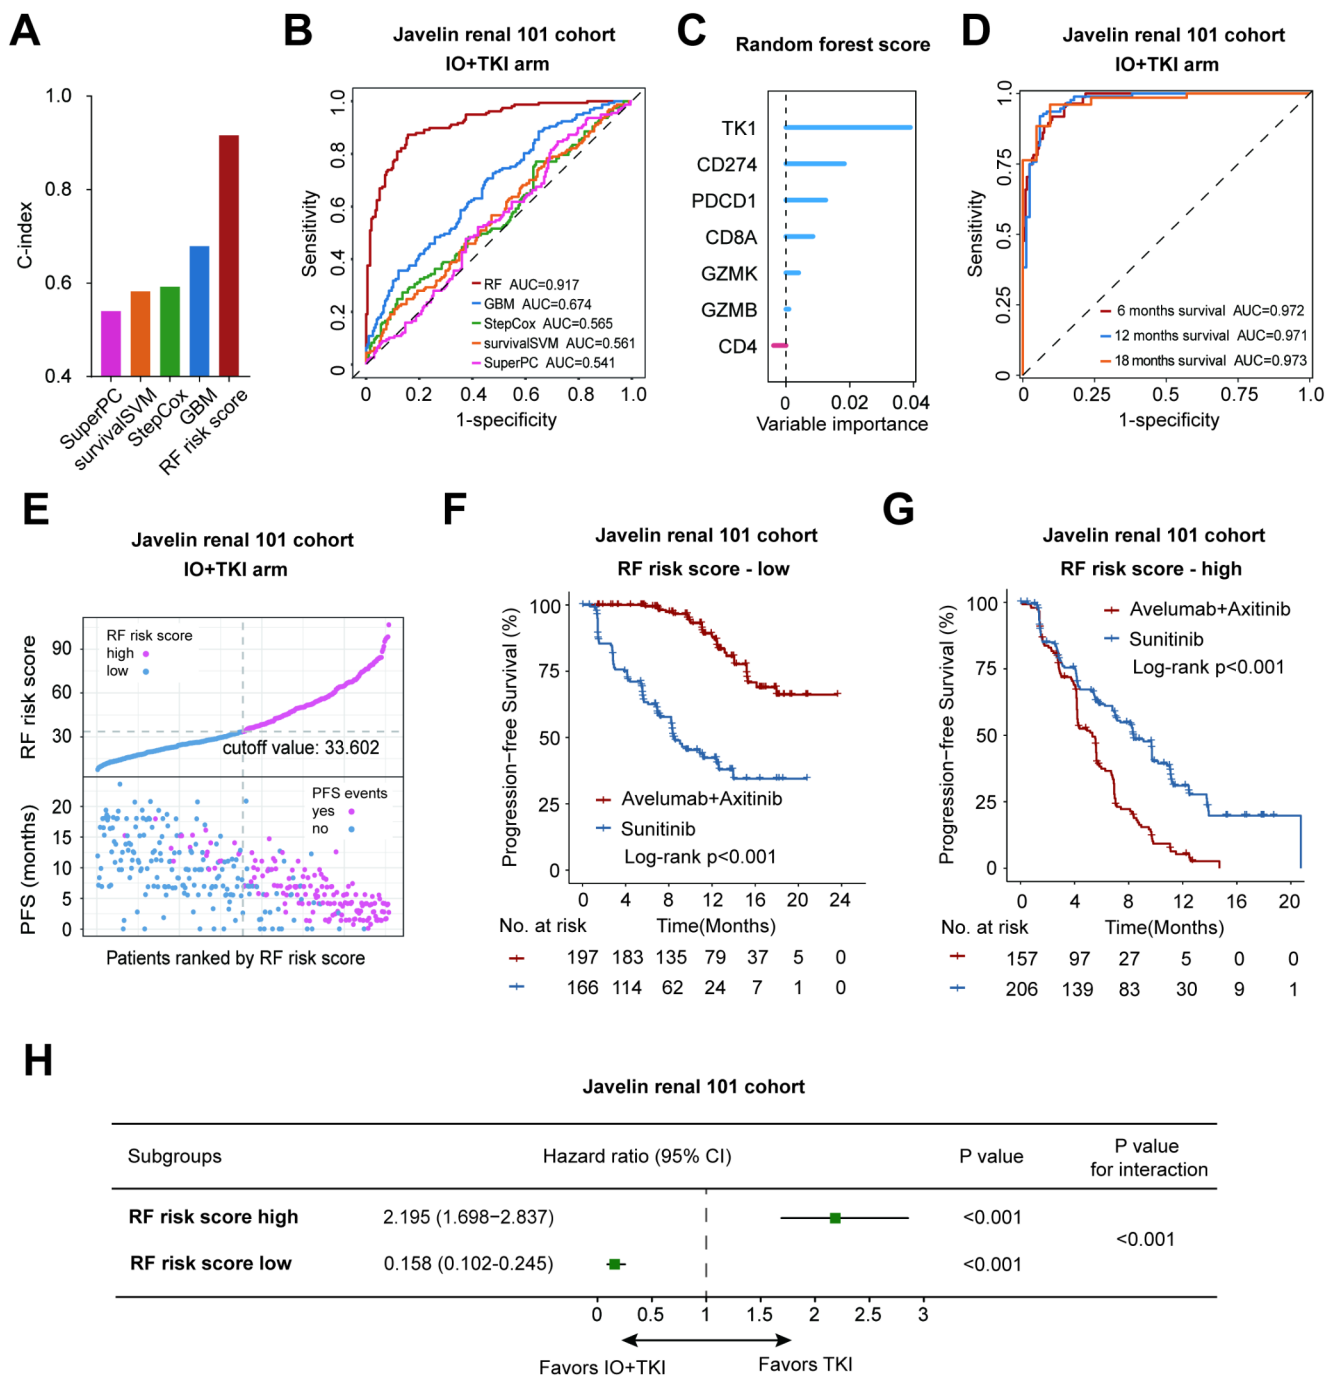 A
1.0
0.8
0.6
0.4
C-index
SuperPC
survivalSVM
StepCox
GBM
RF risk score
B
Javelin renal 101 cohort
IO+TKI arm
Sensitivity
1.0
0.8
0.6
0.4
0.2
0
RF AUC=0.917
GBM AUC=0.674
StepCox AUC=0.565
survivalSVM AUC=0.561
SuperPC AUC=0.541
0 0.2 0.4 0.6 0.8 1.0
1-specificity
C
Random forest score
TK1
CD274
PDCD1
CD8A
GZMK
GZMB
CD4
0 0.02 0.04
Variable importance
D
Javelin renal 101 cohort
IO+TKI arm
Sensitivity
1.0
0.75
0.5
0.25
0
6 months survival AUC=0.972
12 months survival AUC=0.971
18 months survival AUC=0.973
0 0.25 0.5 0.75 1.0
1-specificity
E
Javelin renal 101 cohort
IO+TKI arm
RF risk score
90
60
30
RF risk score
high
low
cutoff value: 33.602
PFS (months)
20
15
10
5
0
PFS events
yes
no
Patients ranked by RF risk score
F
Javelin renal 101 cohort
RF risk score - low
Progression−free Survival (%)
100
75
50
25
0
Avelumab+Axitinib
Sunitinib
Log-rank p<0.001
0 4 8 12 16 20 24
No. at risk
Time(Months)
197 183 135 79 37 5 0
166 114 62 24 7 1 0
G
Javelin renal 101 cohort
RF risk score - high
Progression−free Survival (%)
100
75
50
25
0
Avelumab+Axitinib
Sunitinib
Log-rank p<0.001
0 4 8 12 16 20
No. at risk
Time(Months)
157 97 27 5 0 0
206 139 83 30 9 1
H
Javelin renal 101 cohort
Subgroups Hazard ratio (95% CI) P value P value for interaction
RF risk score high 2.195 (1.698−2.837) <0.001
<0.001
RF risk score low 0.158 (0.102-0.245) <0.001
0 0.5 1 1.5 2 2.5 3
Favors IO+TKI Favors TKI